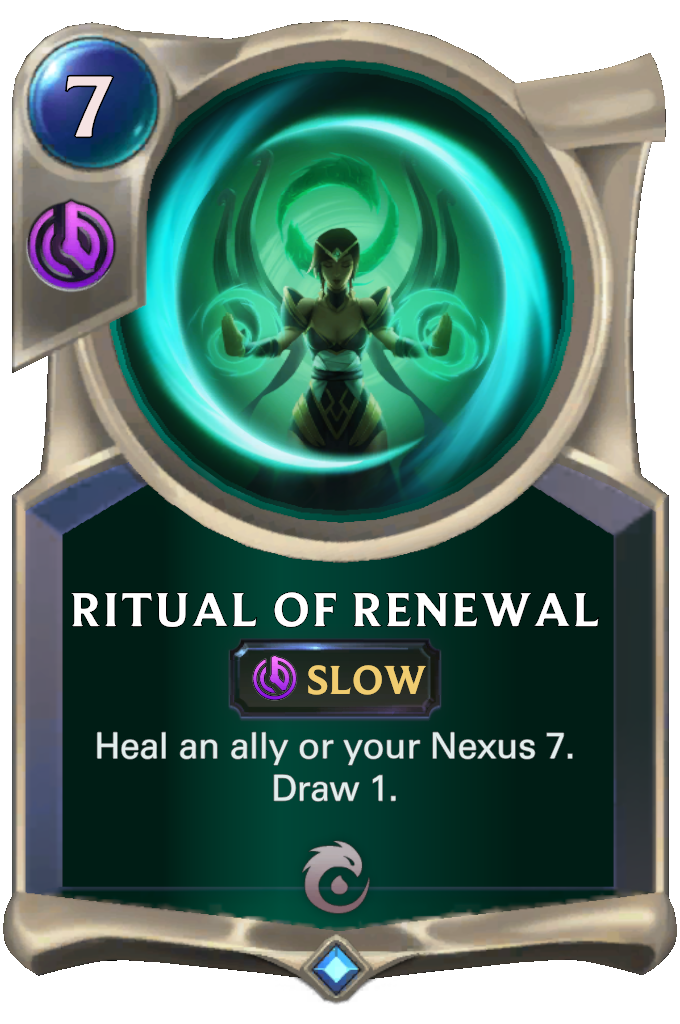 7
RITUAL OF RENEWAL
SLOW
Heal an ally or your Nexus 7.
Draw 1.